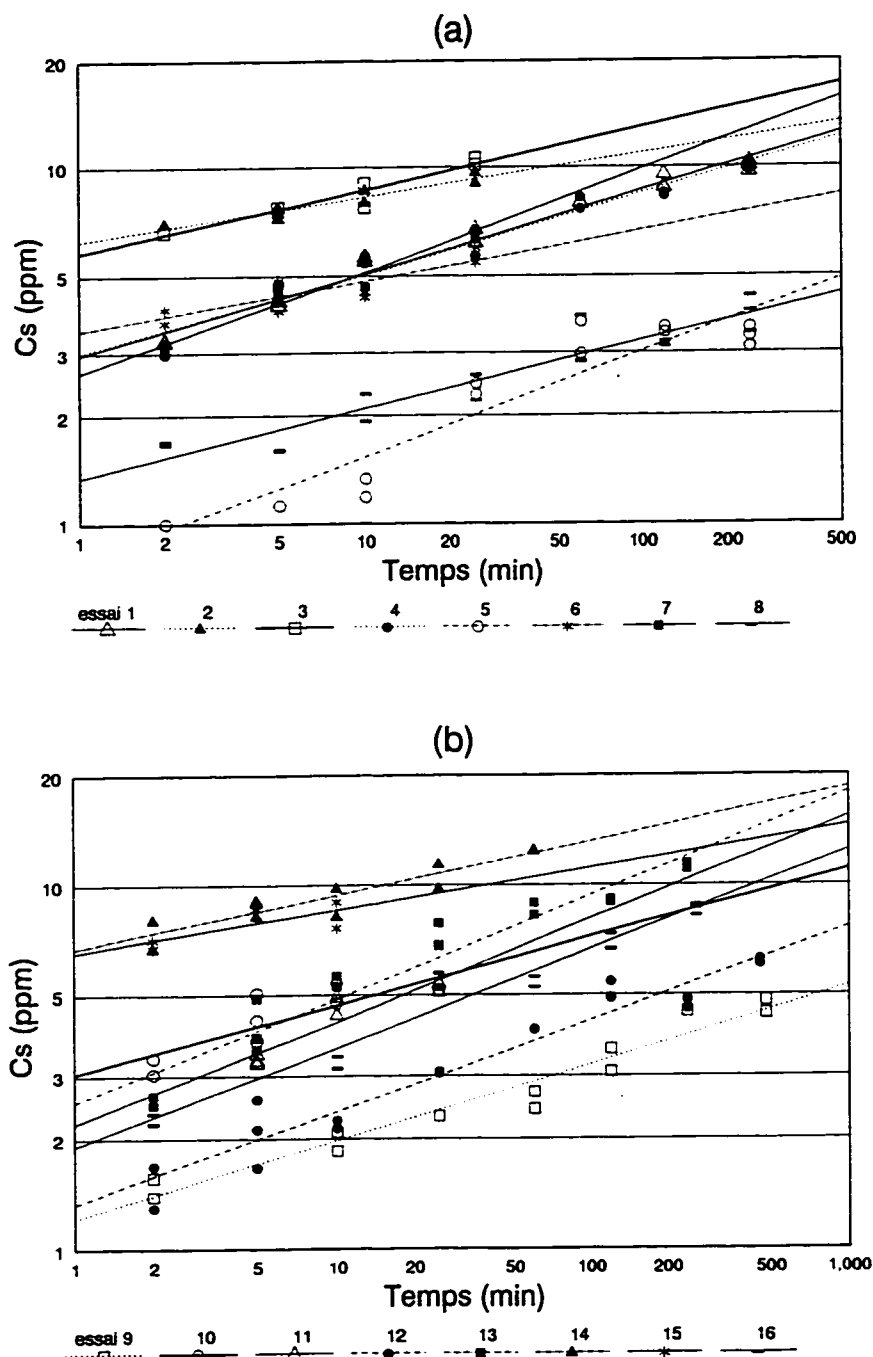 (a)
20
10
5
3
2
1
Cs (ppm)
1 2 5 10 20 50 100 200 500
Temps (min)
essai 1 2 3 4 5 6 7 8
(b)
20
10
5
3
2
1
Cs (ppm)
1 2 5 10 20 50 100 200 500 1,000
Temps (min)
essai 9 10 11 12 13 14 15 16